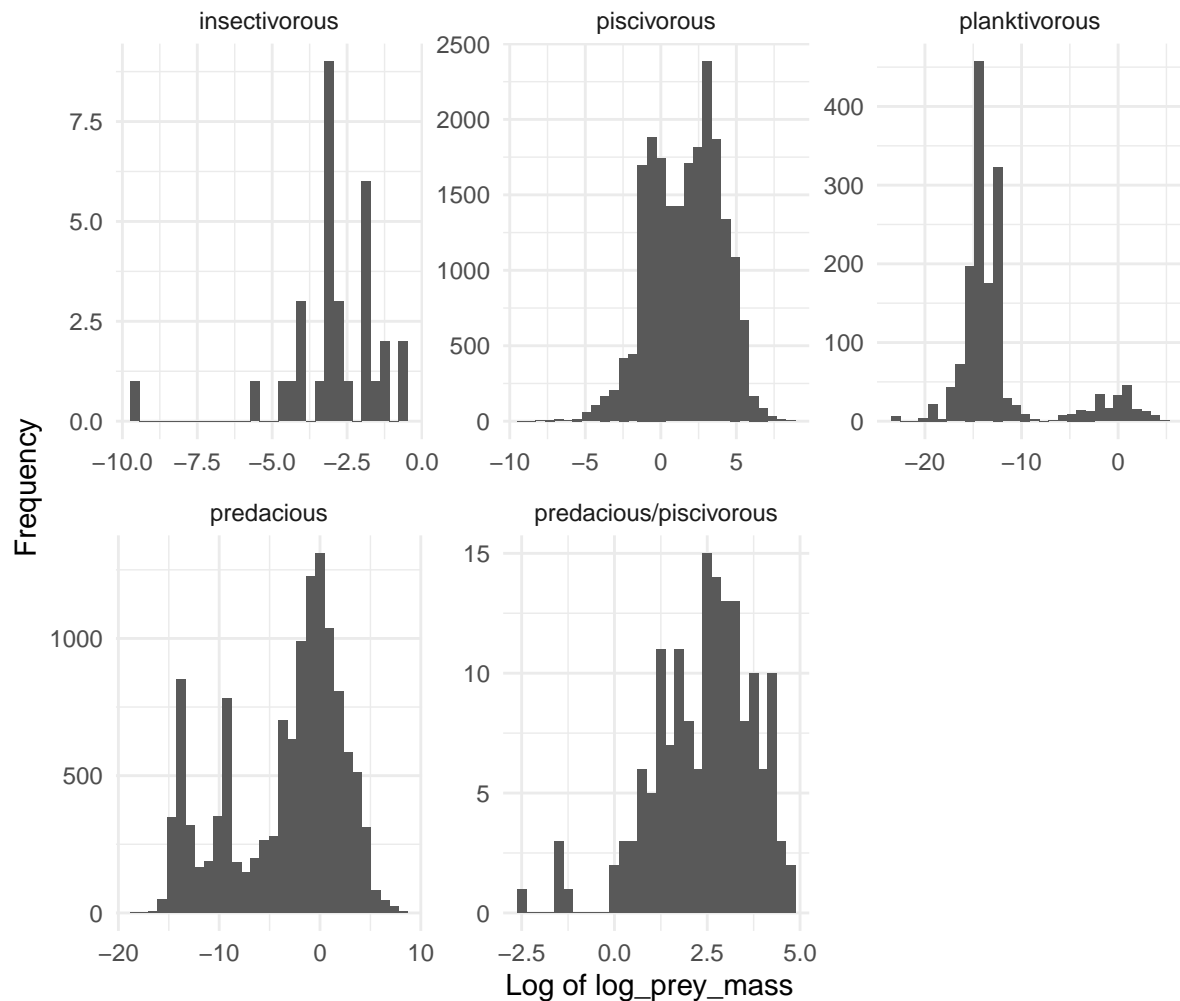 insectivorous
piscivorous
planktivorous
7.5
5.0
2.5
0.0
−10.0 −7.5 −5.0 −2.5 0.0
2500
2000
1500
1000
500
0
−10 −5 0 5
400
300
200
100
0
−20 −10 0
Frequency
predacious
predacious/piscivorous
1000
500
0
−20 −10 0 10
15
10
5
0
−2.5 0.0 2.5 5.0
Log of log_prey_mass